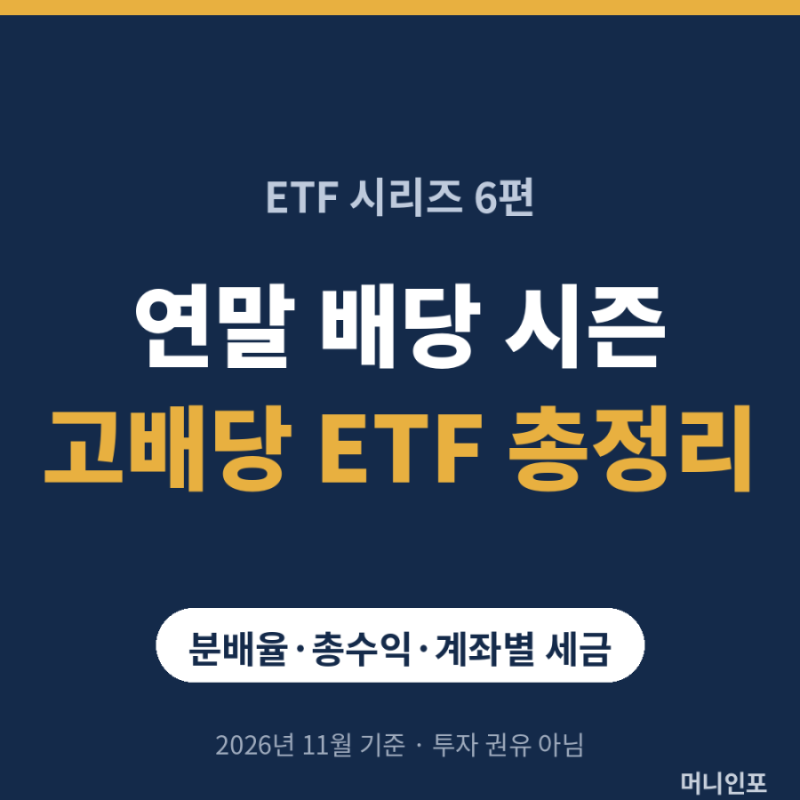 ETF 시리즈 6편
연말 배당 시즌
고배당 ETF 총정리
분배율·총수익·계좌별 세금
2026년 11월 기준 · 투자 권유 아님
머니인포